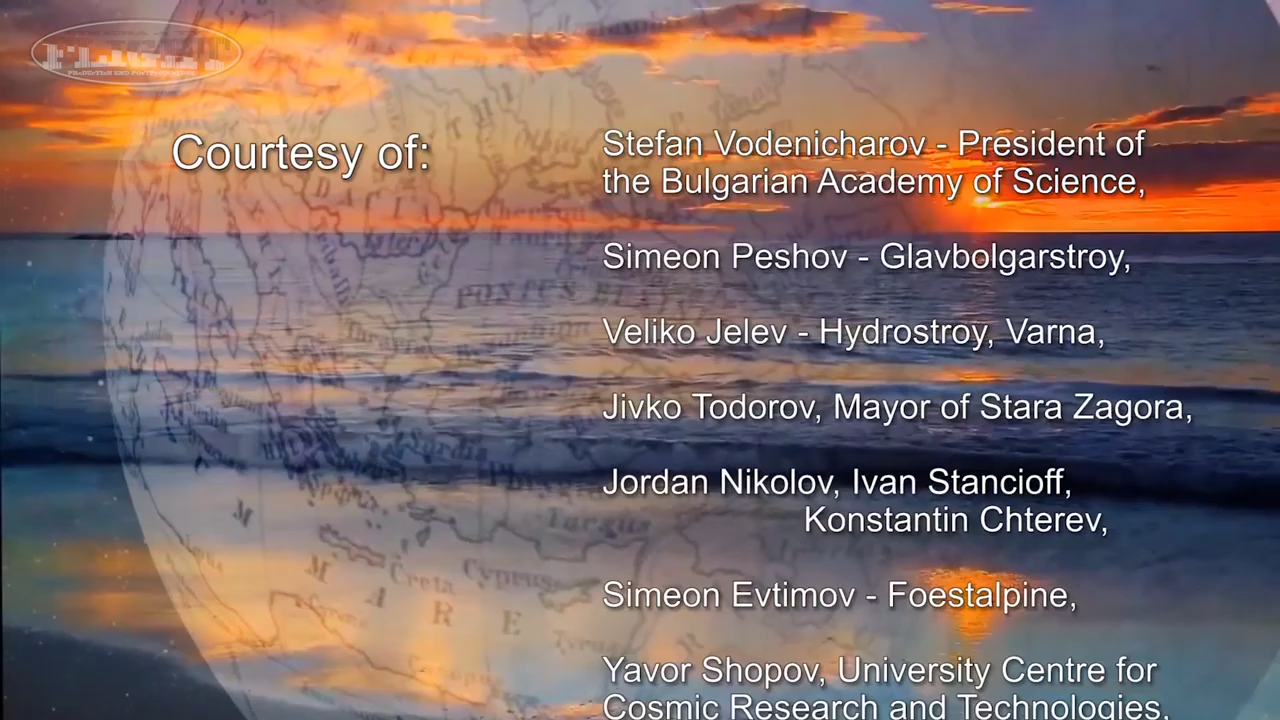 Courtesy of:
Stefan Vodenicharov - President of
the Bulgarian Academy of Science,
Simeon Peshov - Glavbolgarstroy,
Veliko Jelev - Hydrostroy, Varna,
Jivko Todorov, Mayor of Stara Zagora,
Jordan Nikolov, Ivan Stancioff,
Konstantin Chterev,
Simeon Evtimov - Foestalpine,
Yavor Shopov, University Centre for
Cosmic Research and Technologies,
Creta
Cyprus
M
M A R E